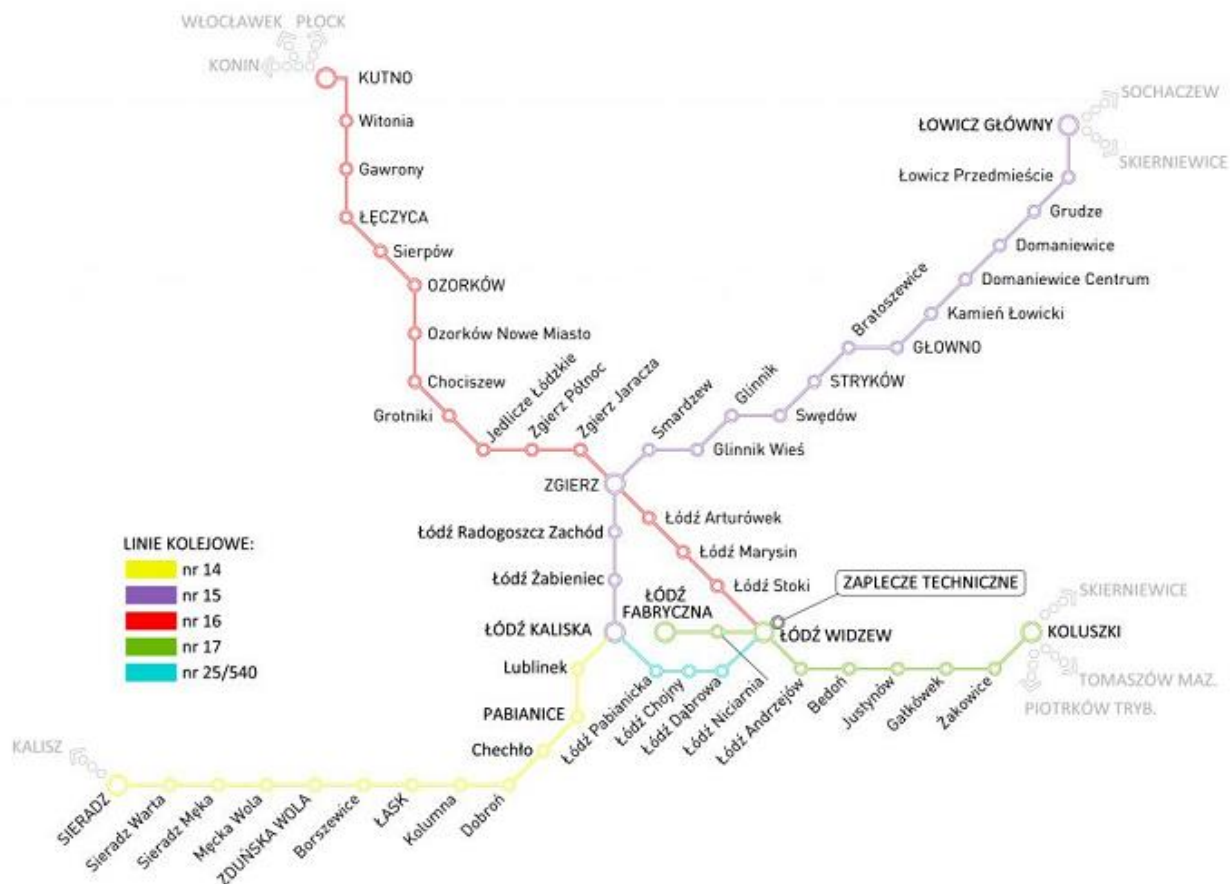 WŁOCŁAWEK
PŁOCK
KONIN
KUTNO
Witonia
Gawrony
ŁĘCZYCA
Sierpów
OZORKÓW
Ozorków Nowe Miasto
Chociszew
Grotniki
Jedlicze Łódzkie
Zgierz Północ
Zgierz Jaracza
SOCHACZEW
ŁOWICZ GŁÓWNY
SKIERNIEWICE
Łowicz Przedmieście
Grudze
Domaniewice
Domaniewice Centrum
Kamień Łowicki
GŁOWNO
Bratoszewice
STRYKÓW
Swędów
Glinnik
Glinnik Wieś
Smardzew
ZGIERZ
Łódź Radogoszcz Zachód
Łódź Żabieniec
ŁÓDŹ KALISKA
Łódź Arturówek
Łódź Marysin
Łódź Stoki
ZAPLECZE TECHNICZNE
ŁÓDŹ
FABRYCZNA
ŁÓDŹ WIDZEW
SKIERNIEWICE
KOLUSZKI
TOMASZÓW MAZ.
PIOTRKÓW TRYB.
LINIE KOLEJOWE:
nr 14
nr 15
nr 16
nr 17
nr 25/540
Lublinek
PABIANICE
Chechło
Łódź Pabianicka
Łódź Chojny
Łódź Dąbrowa
Łódź Niciarnia
Łódź Andrzejów
Bedoń
Justynów
Gałkówek
Żakowice
KALISZ
SIERADZ
Sieradz Warta
Sieradz Męka
Męcka Wola
ZDUŃSKA WOLA
Borszewice
ŁASK
Kolumna
Dobroń